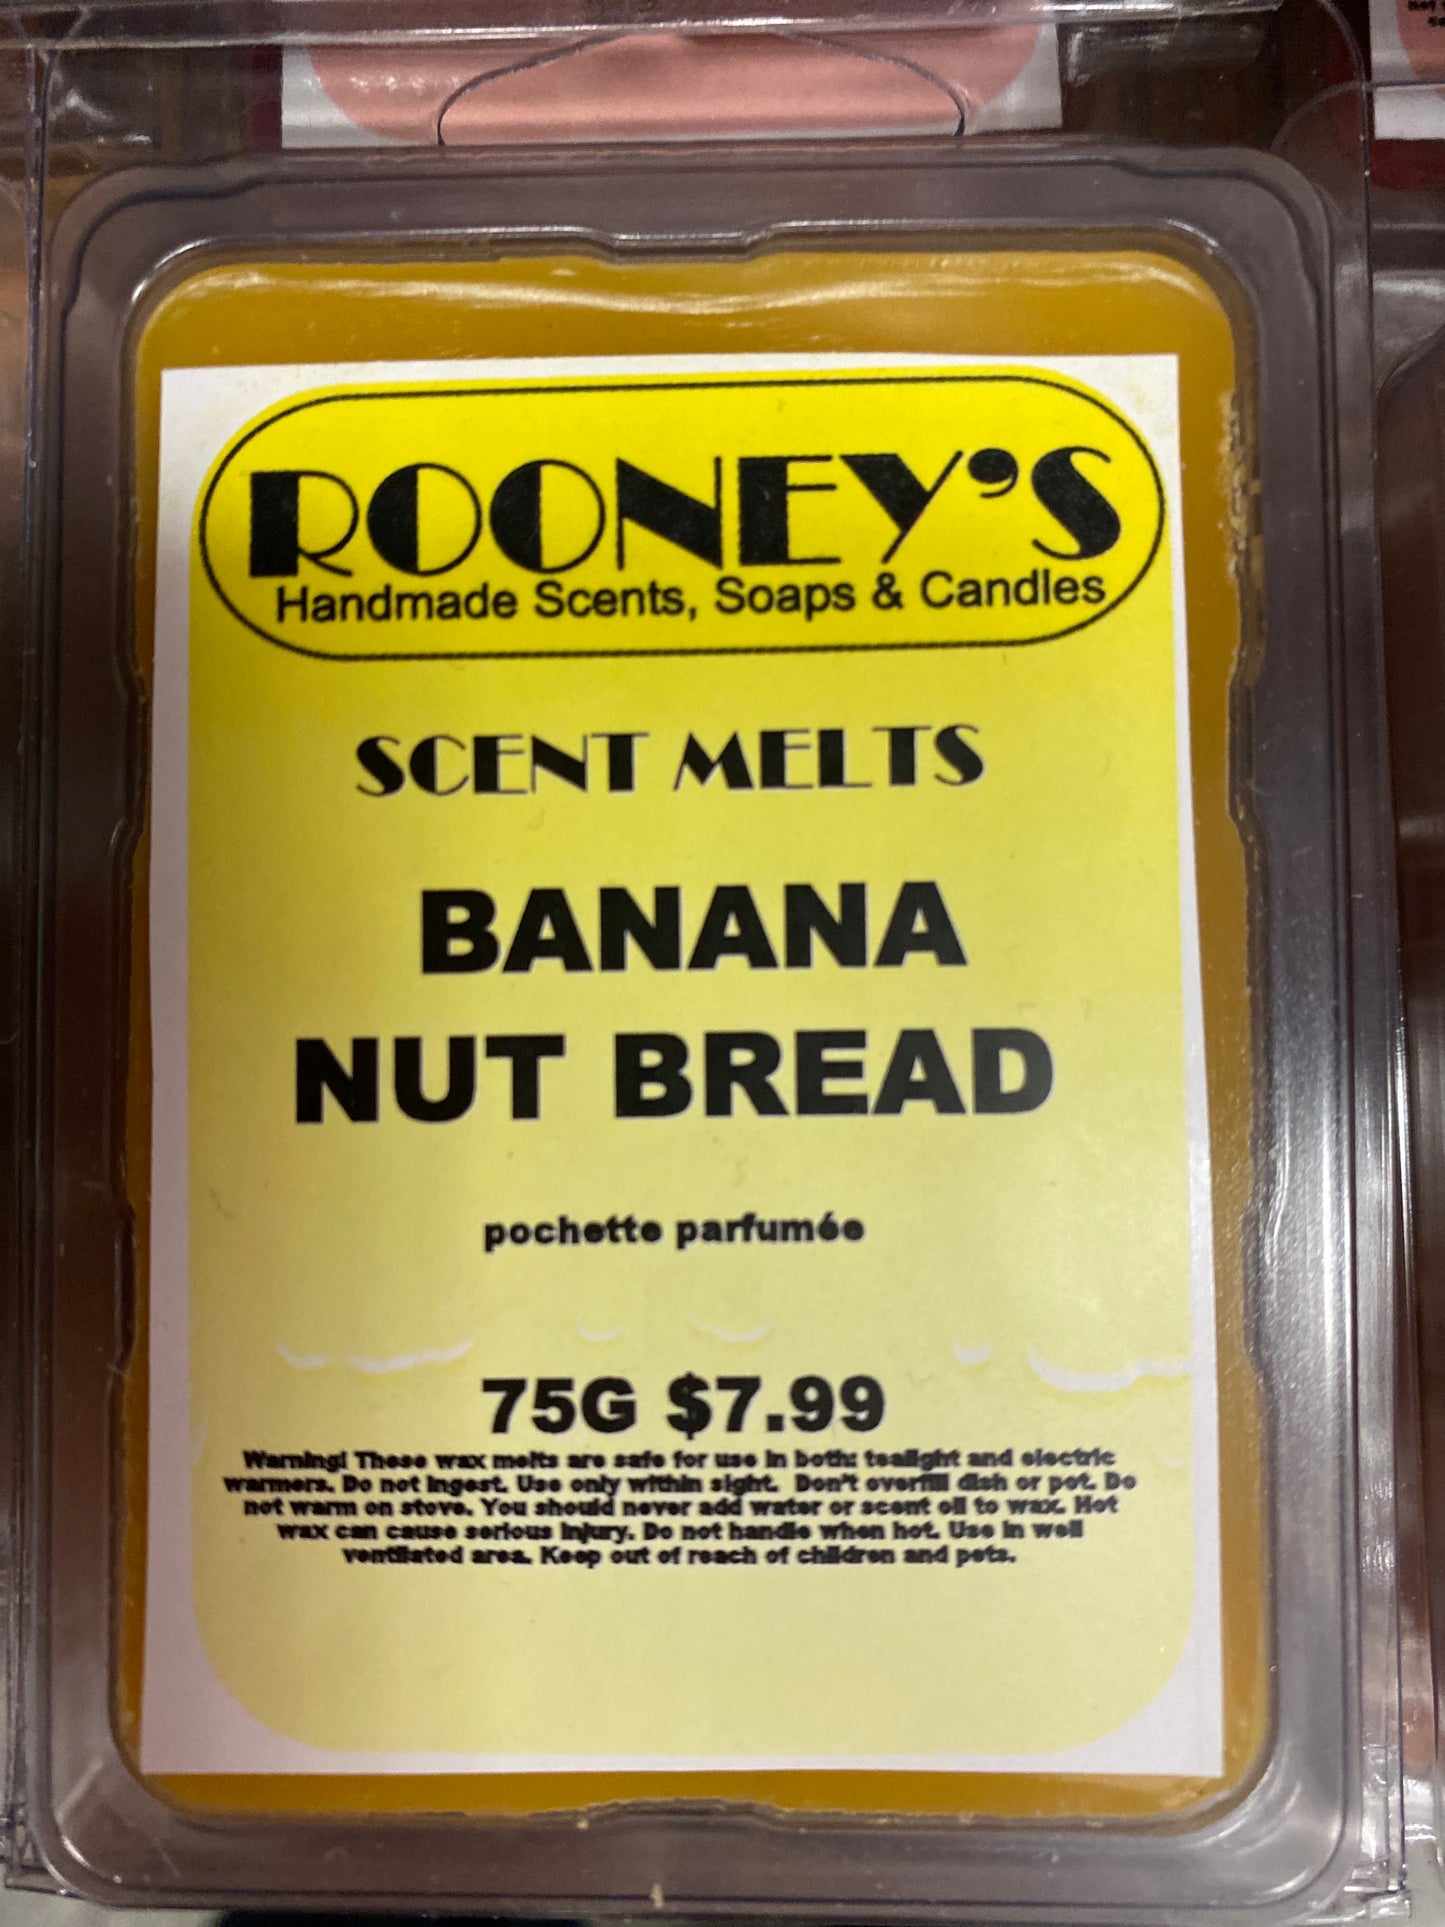 ROONEY'S
Handmade Scents, Soaps & Candles
SCENT MELTS
BANANA
NUT BREAD
pochette parfumée
75G $7.99
Warning! These wax melts are safe for use in both: tealight and electric
warmers. Do not ingest. Use only within sight. Don't overfill dish or pot. Do
not warm on stove. You should never add water or scent oil to wax. Hot
wax can cause serious injury. Do not handle when hot. Use in well
ventilated area. Keep out of reach of children and pets.